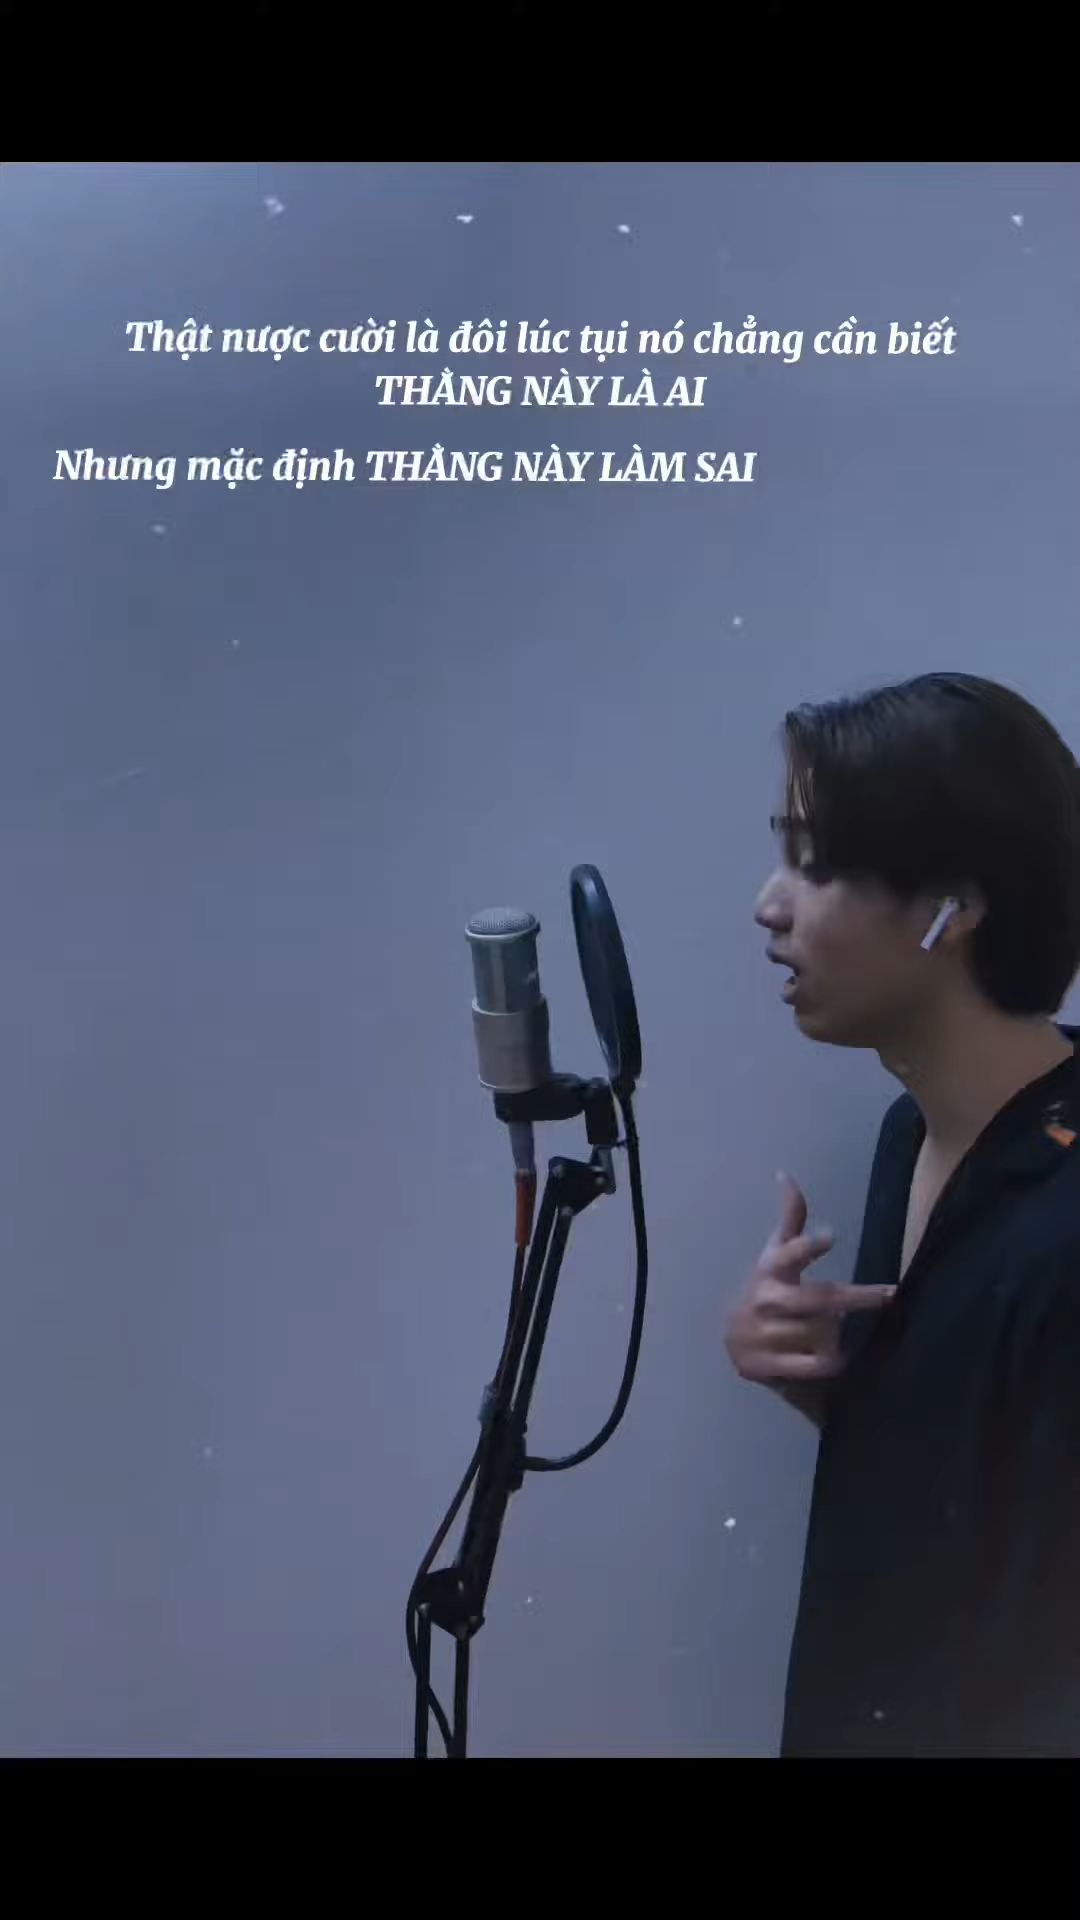 Thật nược cười là đôi lúc tụi nó chẳng cần biết
THẰNG NÀY LÀ AI
Nhưng mặc định THẰNG NÀY LÀM SAI